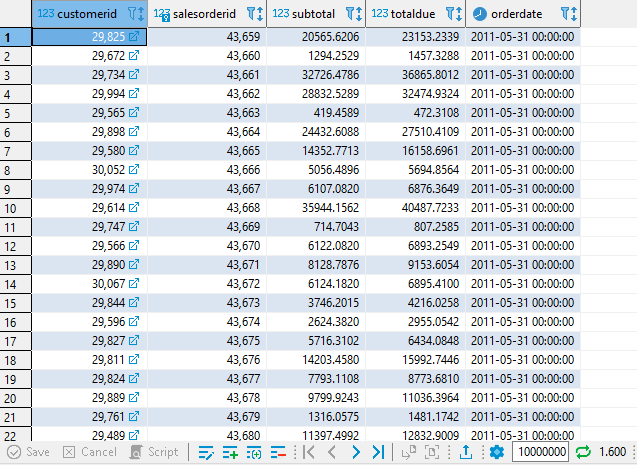 123 customerid 123 salesorderid 123 subtotal 123 totaldue orderdate
1 29,825 43,659 20565.6206 23153.2339 2011-05-31 00:00:00
2 29,672 43,660 1294.2529 1457.3288 2011-05-31 00:00:00
3 29,734 43,661 32726.4786 36865.8012 2011-05-31 00:00:00
4 29,994 43,662 28832.5289 32474.9324 2011-05-31 00:00:00
5 29,565 43,663 419.4589 472.3108 2011-05-31 00:00:00
6 29,898 43,664 24432.6088 27510.4109 2011-05-31 00:00:00
7 29,580 43,665 14352.7713 16158.6961 2011-05-31 00:00:00
8 30,052 43,666 5056.4896 5694.8564 2011-05-31 00:00:00
9 29,974 43,667 6107.0820 6876.3649 2011-05-31 00:00:00
10 29,614 43,668 35944.1562 40487.7233 2011-05-31 00:00:00
11 29,747 43,669 714.7043 807.2585 2011-05-31 00:00:00
12 29,566 43,670 6122.0820 6893.2549 2011-05-31 00:00:00
13 29,890 43,671 8128.7876 9153.6054 2011-05-31 00:00:00
14 30,067 43,672 6124.1820 6895.4100 2011-05-31 00:00:00
15 29,844 43,673 3746.2015 4216.0258 2011-05-31 00:00:00
16 29,596 43,674 2624.3820 2955.0542 2011-05-31 00:00:00
17 29,827 43,675 5716.3102 6434.0848 2011-05-31 00:00:00
18 29,811 43,676 14203.4580 15992.7446 2011-05-31 00:00:00
19 29,824 43,677 7793.1108 8773.6810 2011-05-31 00:00:00
20 29,889 43,678 9799.9243 11036.3964 2011-05-31 00:00:00
21 29,761 43,679 1316.0575 1481.1742 2011-05-31 00:00:00
22 29,489 43,680 11397.4992 12832.9009 2011-05-31 00:00:00
Save Cancel Script 10000000 1.600